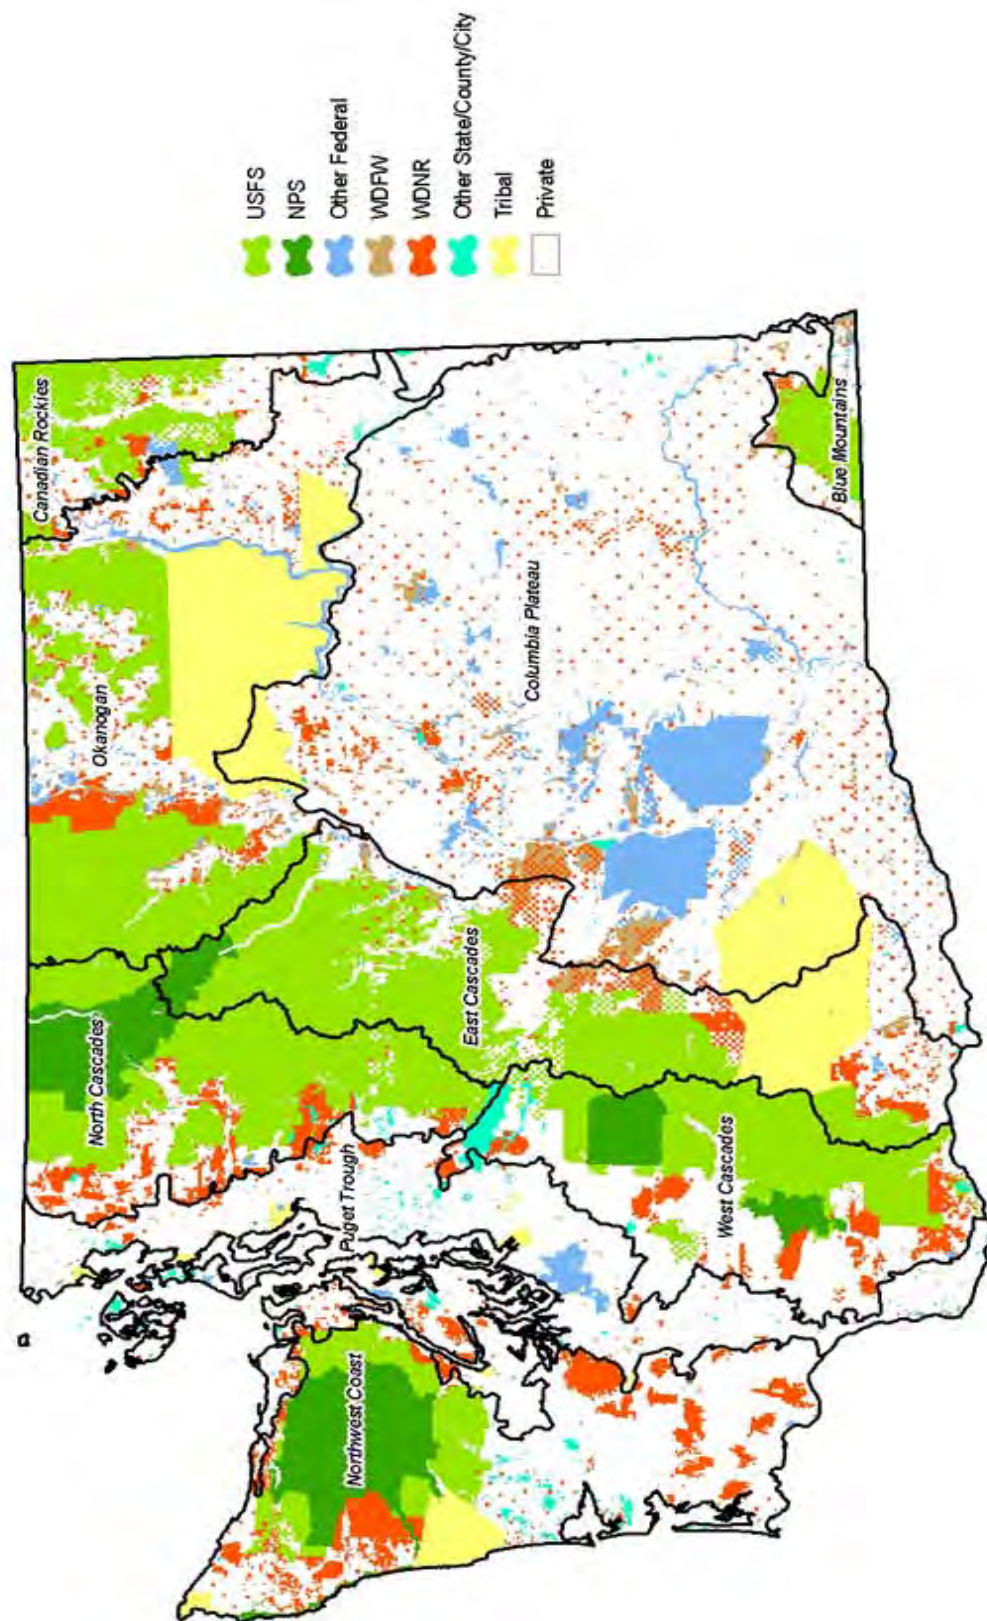 Northwest Coast
Puget Trough
North Cascades
West Cascades
East Cascades
Okanogan
Columbia Plateau
Canadian Rockies
Blue Mountains
USFS
NPS
Other Federal
WDFW
WDNR
Other State/County/City
Tribal
Private